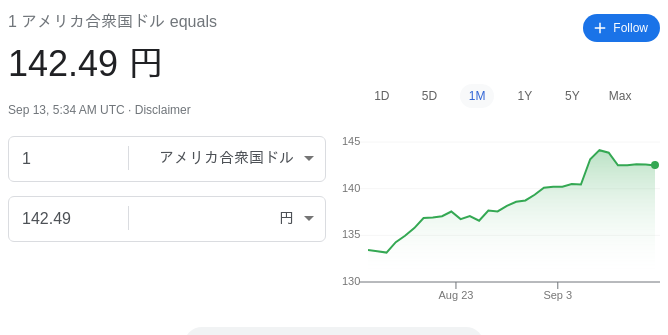 1 アメリカ合衆国ドル equals
Follow
142.49 円
Sep 13, 5:34 AM UTC · Disclaimer
1D 5D 1M 1Y 5Y Max
1 アメリカ合衆国ドル
142.49 円
145
140
135
130
Aug 23 Sep 3